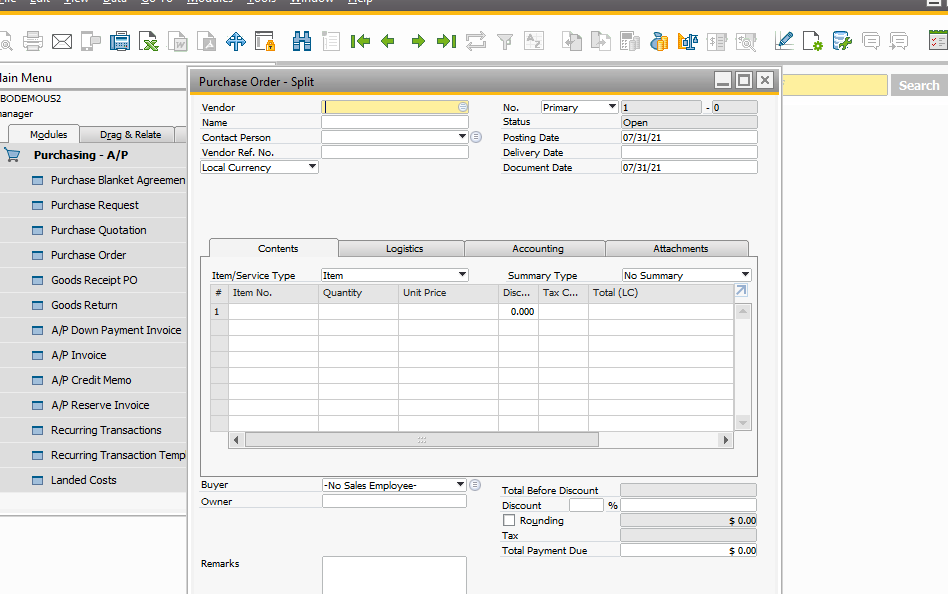 File Edit View Data Go To Modules Tools Window Help
Main Menu
BODEMOUS2
manager
Modules Drag & Relate
Purchasing - A/P
Purchase Blanket Agreemen
Purchase Request
Purchase Quotation
Purchase Order
Goods Receipt PO
Goods Return
A/P Down Payment Invoice
A/P Invoice
A/P Credit Memo
A/P Reserve Invoice
Recurring Transactions
Recurring Transaction Temp
Landed Costs
Search
Purchase Order - Split
Vendor
Name
Contact Person
Vendor Ref. No.
Local Currency
No. Primary 1 - 0
Status Open
Posting Date 07/31/21
Delivery Date
Document Date 07/31/21
Contents Logistics Accounting Attachments
Item/Service Type Item Summary Type No Summary
# Item No. Quantity Unit Price Disc... Tax C... Total (LC)
1 0.000
Buyer -No Sales Employee-
Owner
Remarks
Total Before Discount
Discount %
Rounding $ 0.00
Tax
Total Payment Due $ 0.00